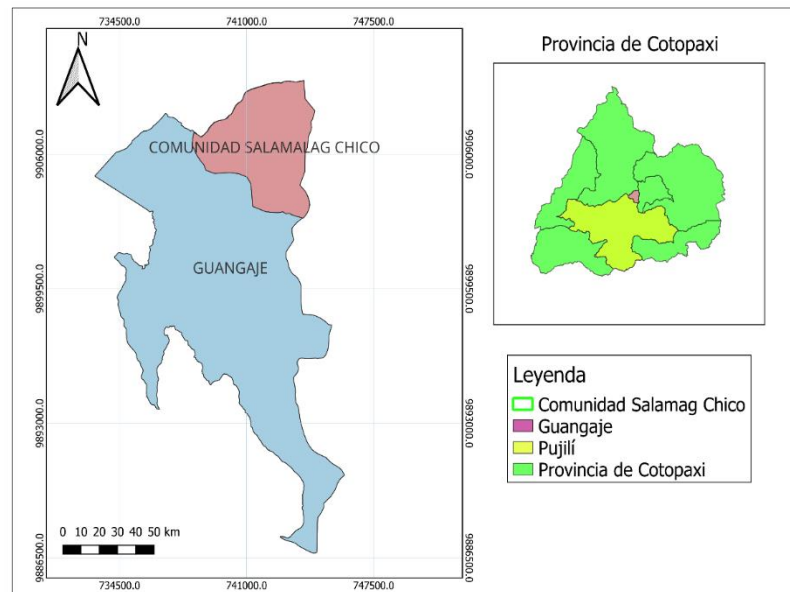 734500.0 741000.0 747500.0
N
COMUNIDAD SALAMALAG CHICO
GUANGAJE
9906000.0
9899500.0
9893000.0
9886500.0
9906000.0
9899500.0
9893000.0
9886500.0
0 10 20 30 40 50 km
734500.0 741000.0 747500.0
Provincia de Cotopaxi
Leyenda
Comunidad Salamag Chico
Guangaje
Pujilí
Provincia de Cotopaxi